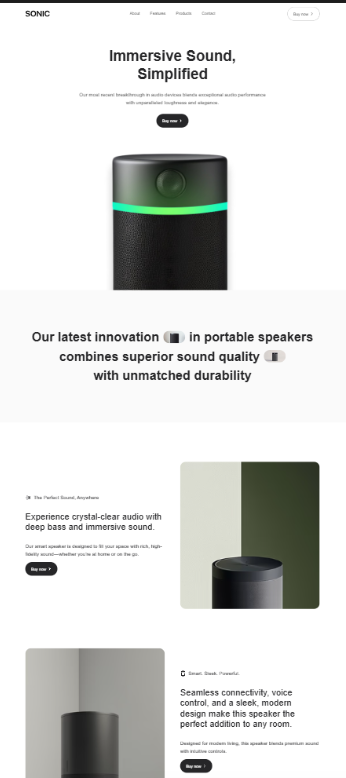 SONIC
About Features Products Contact
Buy now
Immersive Sound,
Simplified
Our most recent breakthrough in audio devices blends exceptional audio performance
with unparalleled toughness and elegance.
Buy now
Our latest innovation in portable speakers
combines superior sound quality
with unmatched durability
The Perfect Sound, Anywhere
Experience crystal-clear audio with
deep bass and immersive sound.
Our smart speaker is designed to fill your space with rich, high-
fidelity sound—whether you're at home or on the go.
Buy now
Smart. Sleek. Powerful.
Seamless connectivity, voice
control, and a sleek, modern
design make this speaker the
perfect addition to any room.
Designed for modern living, this speaker blends premium sound
with intuitive controls.
Buy now